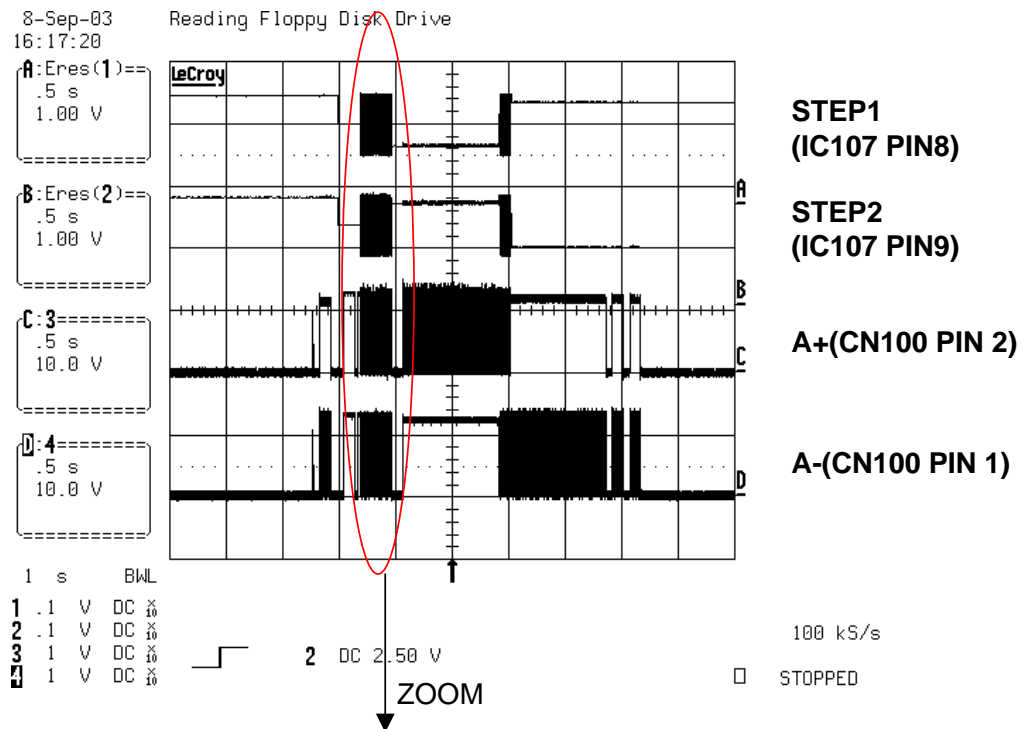 8-Sep-03
16:17:20
Reading Floppy Disk Drive
A:Eres(1)==
.5 s
1.00 V
LeCroy
STEP1
(IC107 PIN8)
A
B:Eres(2)==
.5 s
1.00 V
STEP2
(IC107 PIN9)
B
C:3
.5 s
10.0 V
A+(CN100 PIN 2)
C
D:4
.5 s
10.0 V
A-(CN100 PIN 1)
D
1 s BWL
1 .1 V DC X10
2 .1 V DC X10
3 1 V DC X10
4 1 V DC X10
2 DC 2.50 V
100 kS/s
STOPPED
ZOOM